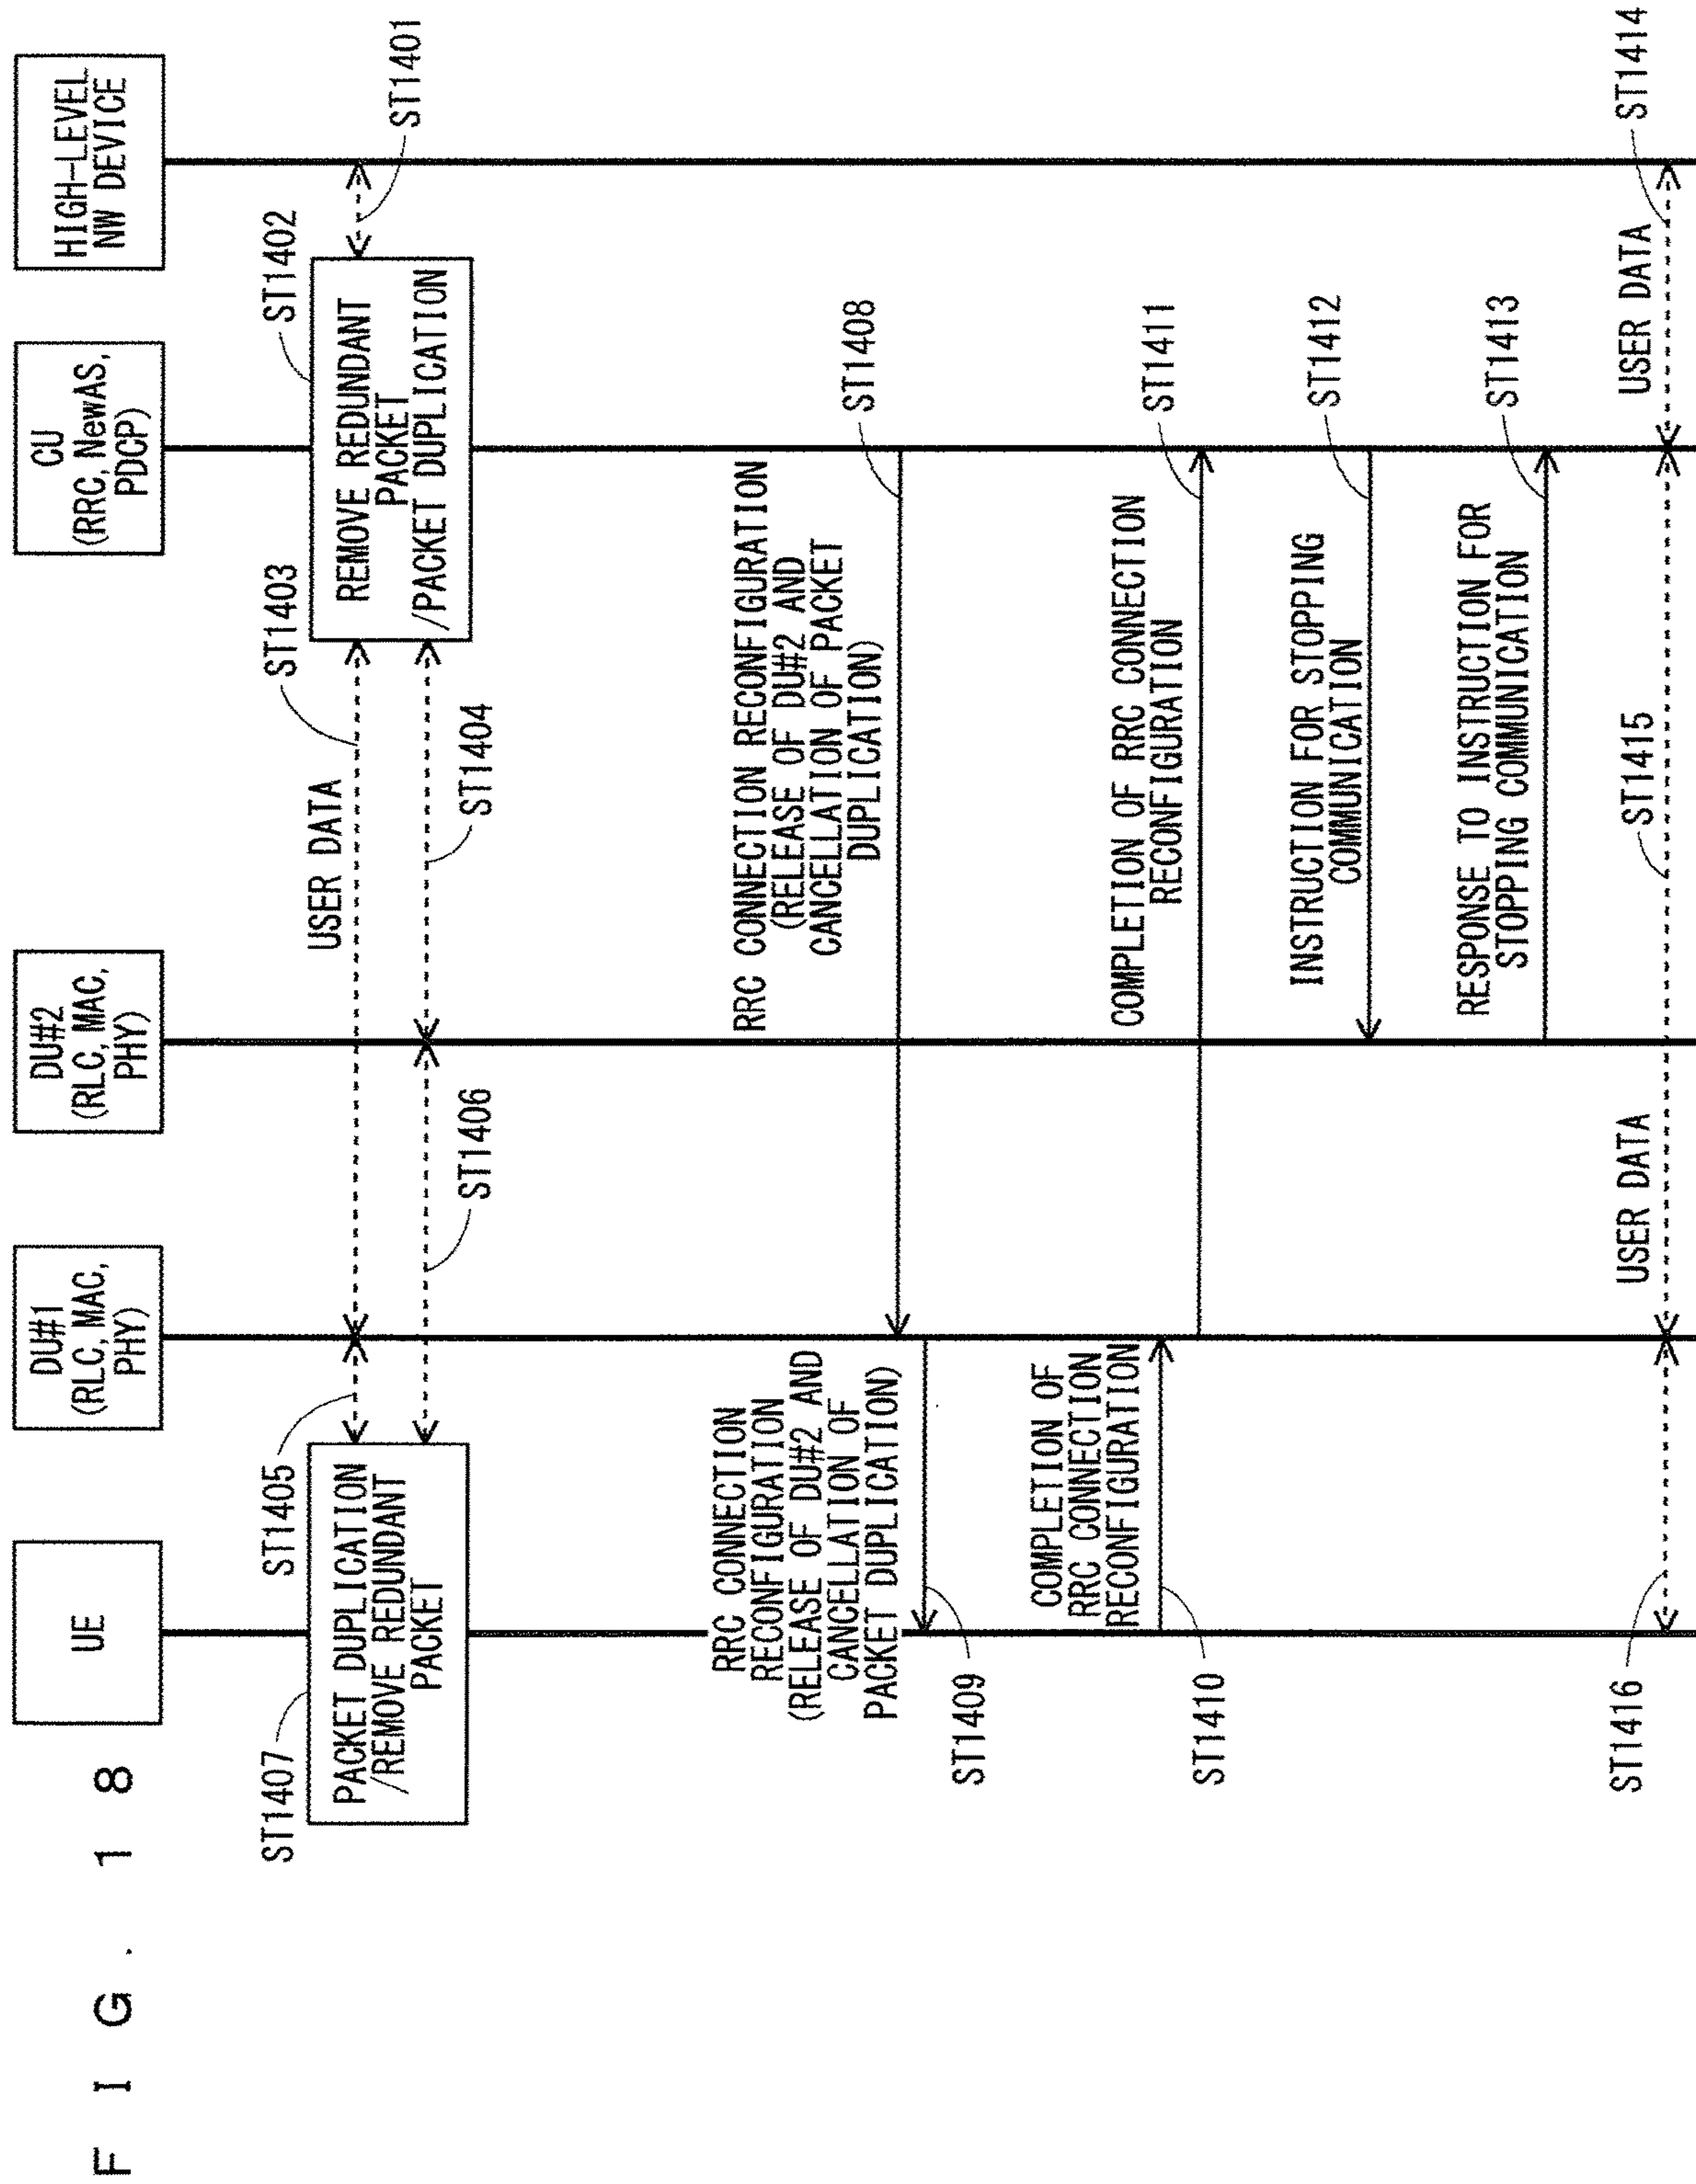 FIG. 18
UE
DU#1
(RLC, MAC,
PHY)
DU#2
(RLC, MAC,
PHY)
CU
(RRC, NewAS,
PDCP)
HIGH-LEVEL
NW DEVICE
ST1407
PACKET DUPLICATION
/REMOVE REDUNDANT
PACKET
ST1405
USER DATA
ST1403
ST1402
REMOVE REDUNDANT
PACKET
/PACKET DUPLICATION
ST1401
ST1406
ST1404
RRC CONNECTION RECONFIGURATION
(RELEASE OF DU#2 AND
CANCELLATION OF PACKET
DUPLICATION)
ST1408
RRC CONNECTION
RECONFIGURATION
(RELEASE OF DU#2 AND
CANCELLATION OF
PACKET DUPLICATION)
ST1409
COMPLETION OF
RRC CONNECTION
RECONFIGURATION
ST1410
COMPLETION OF RRC CONNECTION
RECONFIGURATION
ST1411
INSTRUCTION FOR STOPPING
COMMUNICATION
ST1412
RESPONSE TO INSTRUCTION FOR
STOPPING COMMUNICATION
ST1413
ST1416
USER DATA
ST1415
USER DATA
ST1414